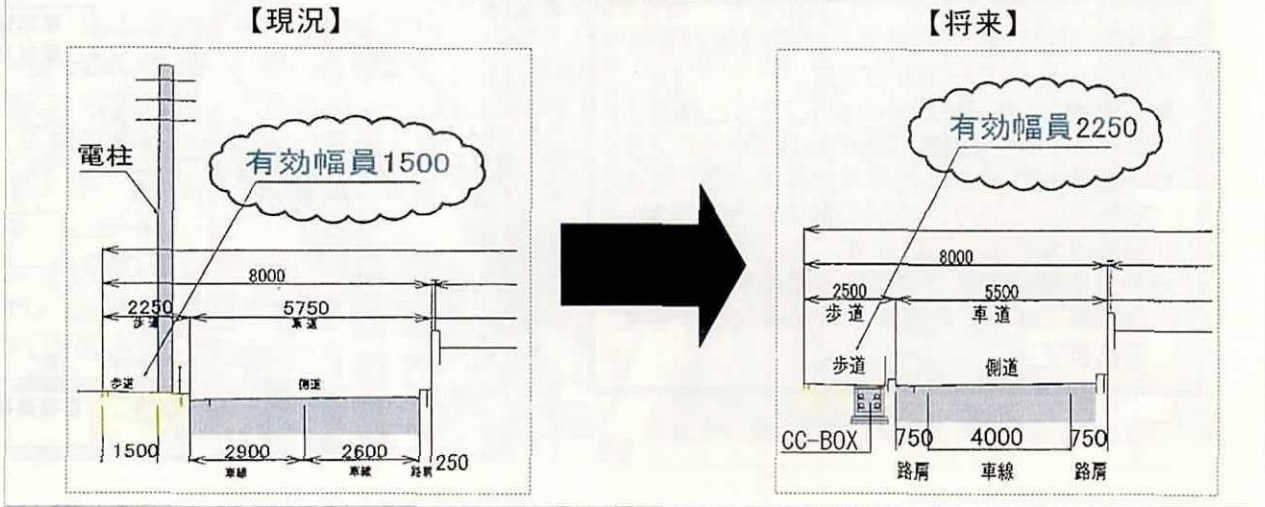 【現況】
電柱
有効幅員1500
8000
2250
5750
歩道
車道
歩道
側道
1500
2900
2600
250
車線
車線
路肩
【将来】
有効幅員2250
8000
2500
5500
歩道
車道
歩道
側道
CC-BOX
750
4000
750
路肩
車線
路肩